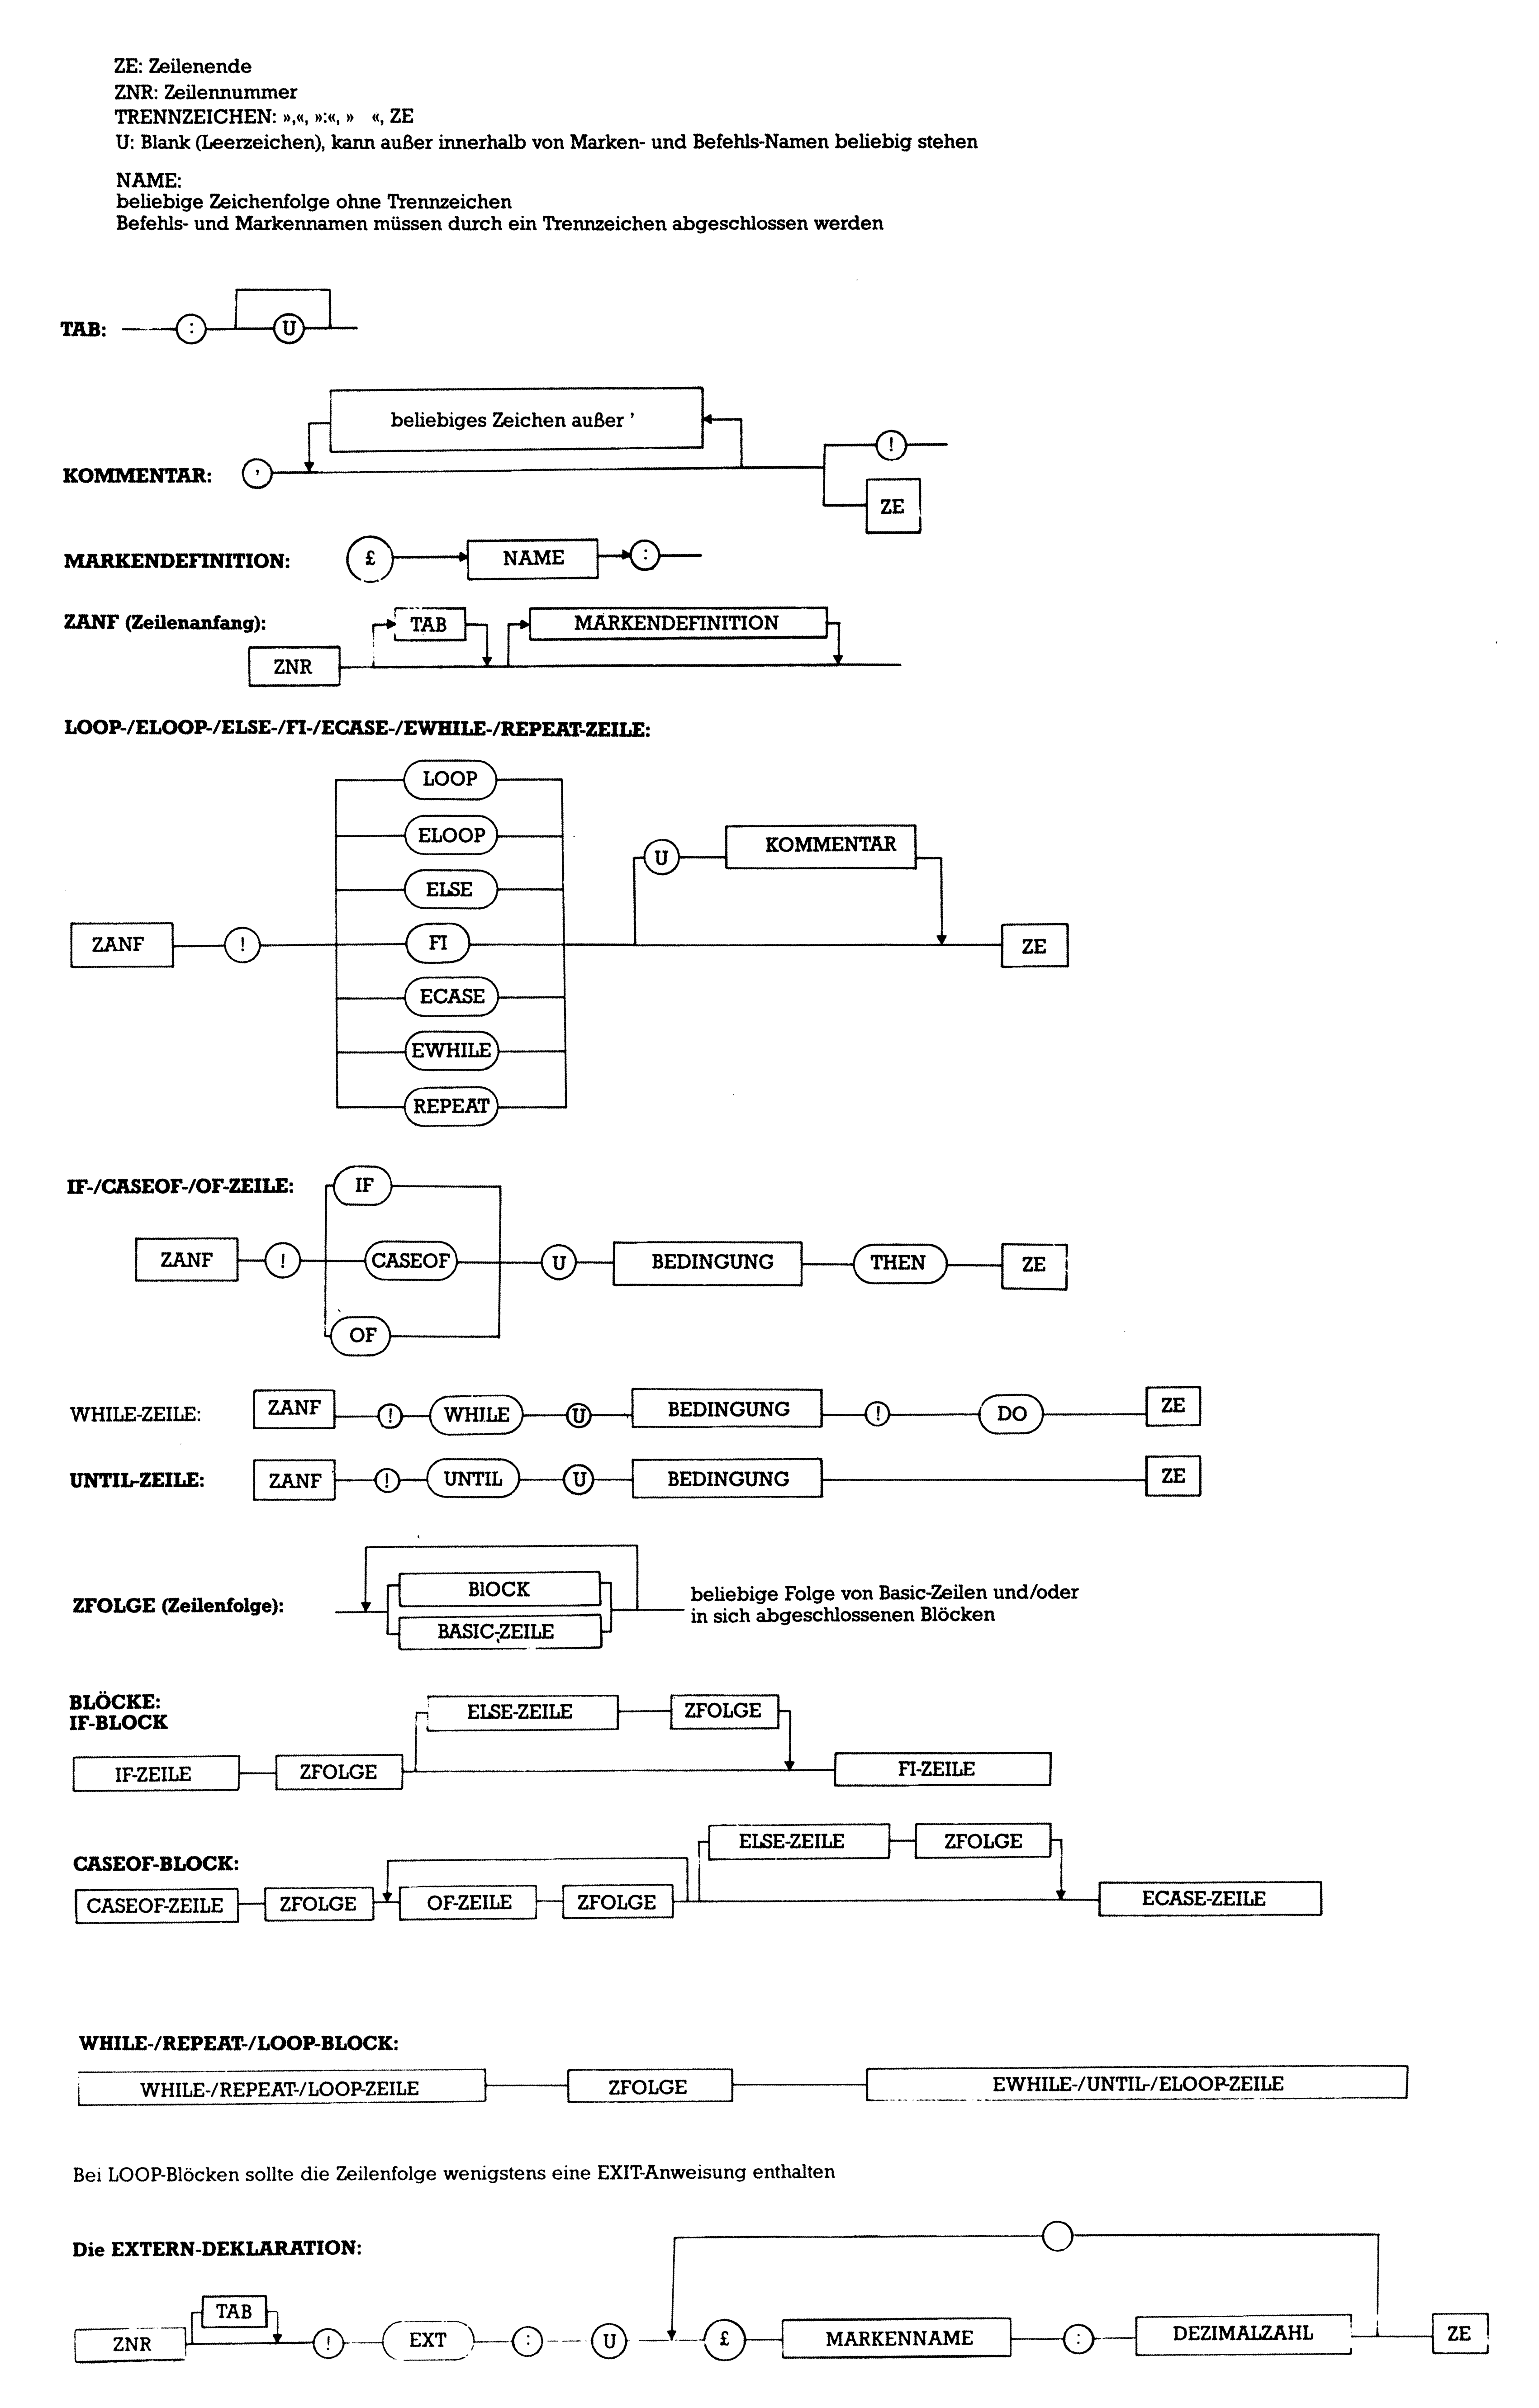 ZE: Zeilenende
ZNR: Zeilennummer
TRENNZEICHEN: »,«, »:«, »   «, ZE
U: Blank (Leerzeichen), kann außer innerhalb von Marken- und Befehls-Namen beliebig stehen
NAME:
beliebige Zeichenfolge ohne Trennzeichen
Befehls- und Markennamen müssen durch ein Trennzeichen abgeschlossen werden
TAB: : U
beliebiges Zeichen außer '
KOMMENTAR: ' !
ZE
MARKENDEFINITION: £ NAME :
ZANF (Zeilenanfang): TAB MARKENDEFINITION
ZNR
LOOP-/ELOOP-/ELSE-/FI-/ECASE-/EWHILE-/REPEAT-ZEILE:
LOOP
ELOOP
U KOMMENTAR
ELSE
ZANF ! FI ZE
ECASE
EWHILE
REPEAT
IF-/CASEOF-/OF-ZEILE: IF
ZANF ! CASEOF U BEDINGUNG THEN ZE
OF
WHILE-ZEILE: ZANF ! WHILE U BEDINGUNG ! DO ZE
UNTIL-ZEILE: ZANF ! UNTIL U BEDINGUNG ZE
ZFOLGE (Zeilenfolge): BlOCK
BASIC-ZEILE
beliebige Folge von Basic-Zeilen und/oder
in sich abgeschlossenen Blöcken
BLÖCKE:
IF-BLOCK
ELSE-ZEILE ZFOLGE
IF-ZEILE ZFOLGE FI-ZEILE
ELSE-ZEILE ZFOLGE
CASEOF-BLOCK:
CASEOF-ZEILE ZFOLGE OF-ZEILE ZFOLGE ECASE-ZEILE
WHILE-/REPEAT-/LOOP-BLOCK:
WHILE-/REPEAT-/LOOP-ZEILE ZFOLGE EWHILE-/UNTIL-/ELOOP-ZEILE
Bei LOOP-Blöcken sollte die Zeilenfolge wenigstens eine EXIT-Anweisung enthalten
Die EXTERN-DEKLARATION:
TAB
ZNR ! EXT : U £ MARKENNAME : DEZIMALZAHL ZE